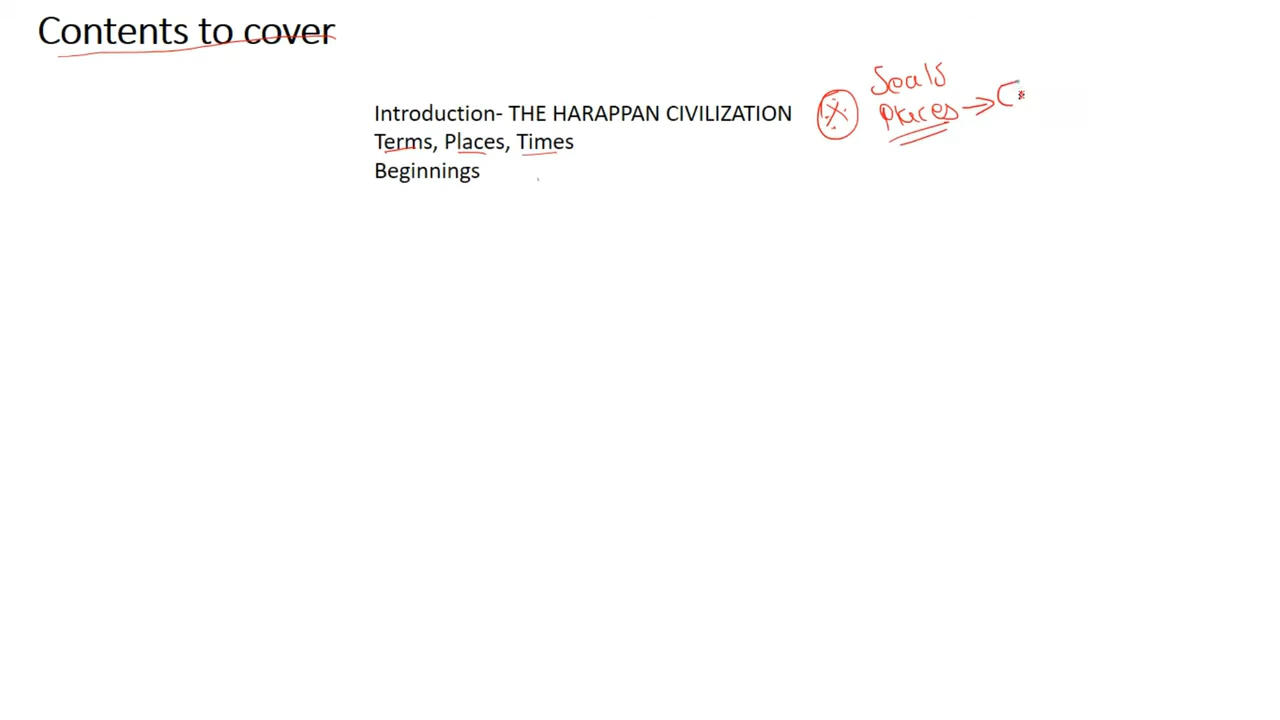 Contents to cover
Introduction- THE HARAPPAN CIVILIZATION
Terms, Places, Times
Beginnings
Seals
Places →